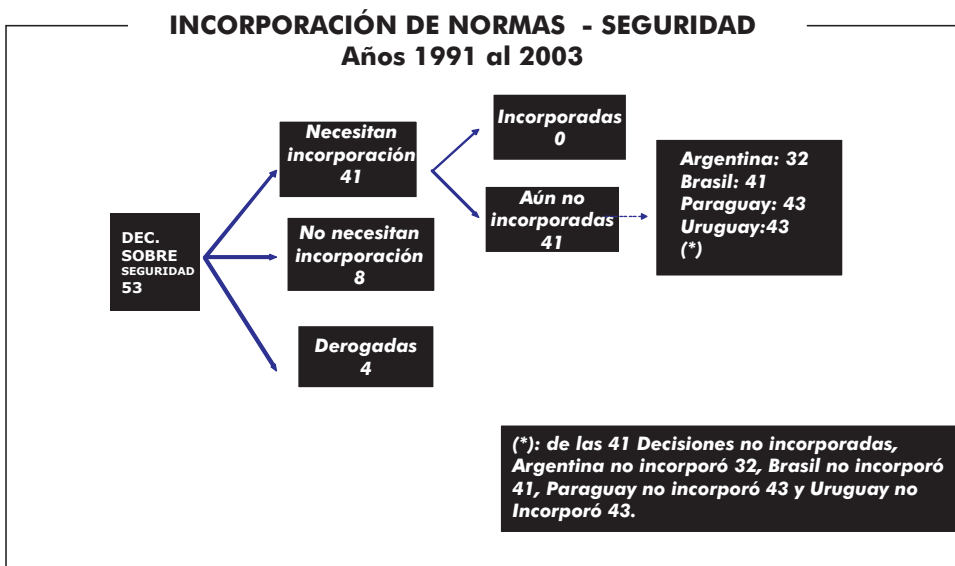 INCORPORACIÓN DE NORMAS - SEGURIDAD
Años 1991 al 2003
DEC.
SOBRE
SEGURIDAD
53
Necesitan
incorporación
41
No necesitan
incorporación
8
Derogadas
4
Incorporadas
0
Aún no
incorporadas
41
Argentina: 32
Brasil: 41
Paraguay: 43
Uruguay:43
(*)
(*): de las 41 Decisiones no incorporadas,
Argentina no incorporó 32, Brasil no incorporó
41, Paraguay no incorporó 43 y Uruguay no
Incorporó 43.